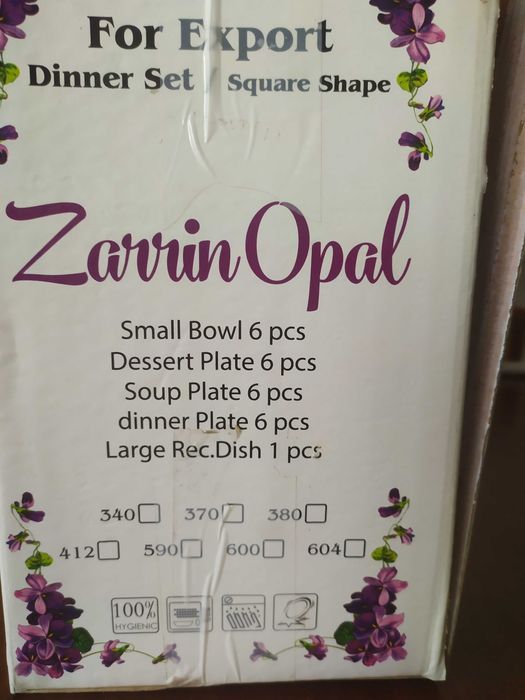 For Export
Dinner Set / Square Shape
Zarrin Opal
Small Bowl 6 pcs
Dessert Plate 6 pcs
Soup Plate 6 pcs
dinner Plate 6 pcs
Large Rec.Dish 1 pcs
340 370 380
412 590 600 604
100%
HYGIENIC